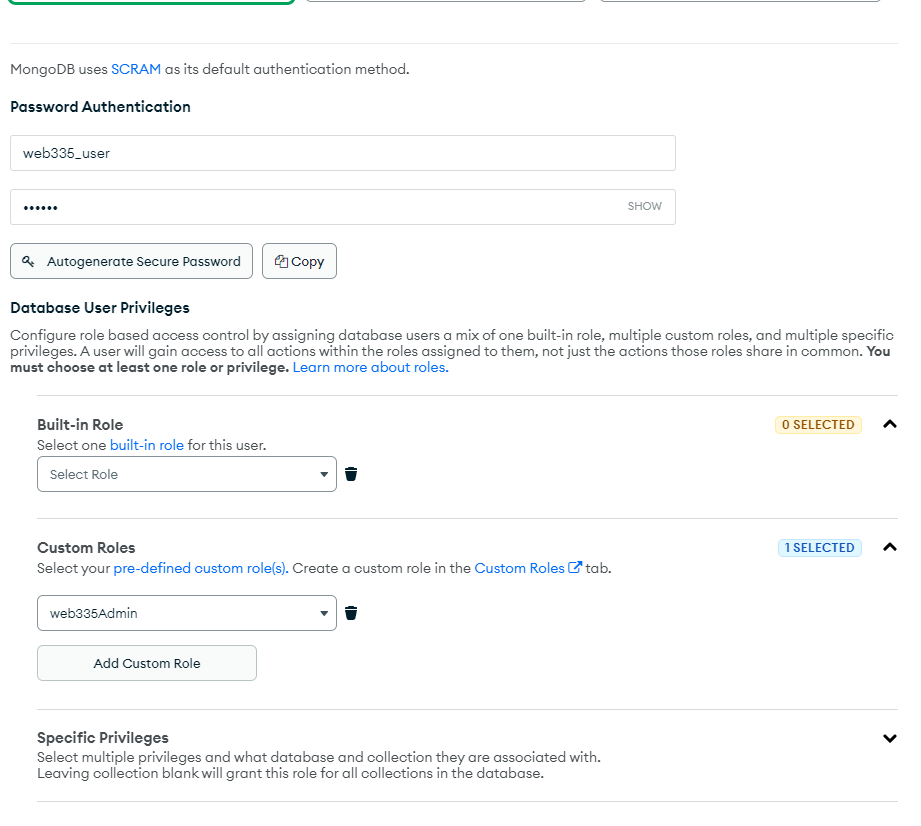 MongoDB uses SCRAM as its default authentication method.
Password Authentication
web335_user
•••••• SHOW
Autogenerate Secure Password Copy
Database User Privileges
Configure role based access control by assigning database users a mix of one built-in role, multiple custom roles, and multiple specific
privileges. A user will gain access to all actions within the roles assigned to them, not just the actions those roles share in common. You
must choose at least one role or privilege. Learn more about roles.
Built-in Role 0 SELECTED
Select one built-in role for this user.
Select Role
Custom Roles 1 SELECTED
Select your pre-defined custom role(s). Create a custom role in the Custom Roles tab.
web335Admin
Add Custom Role
Specific Privileges
Select multiple privileges and what database and collection they are associated with.
Leaving collection blank will grant this role for all collections in the database.